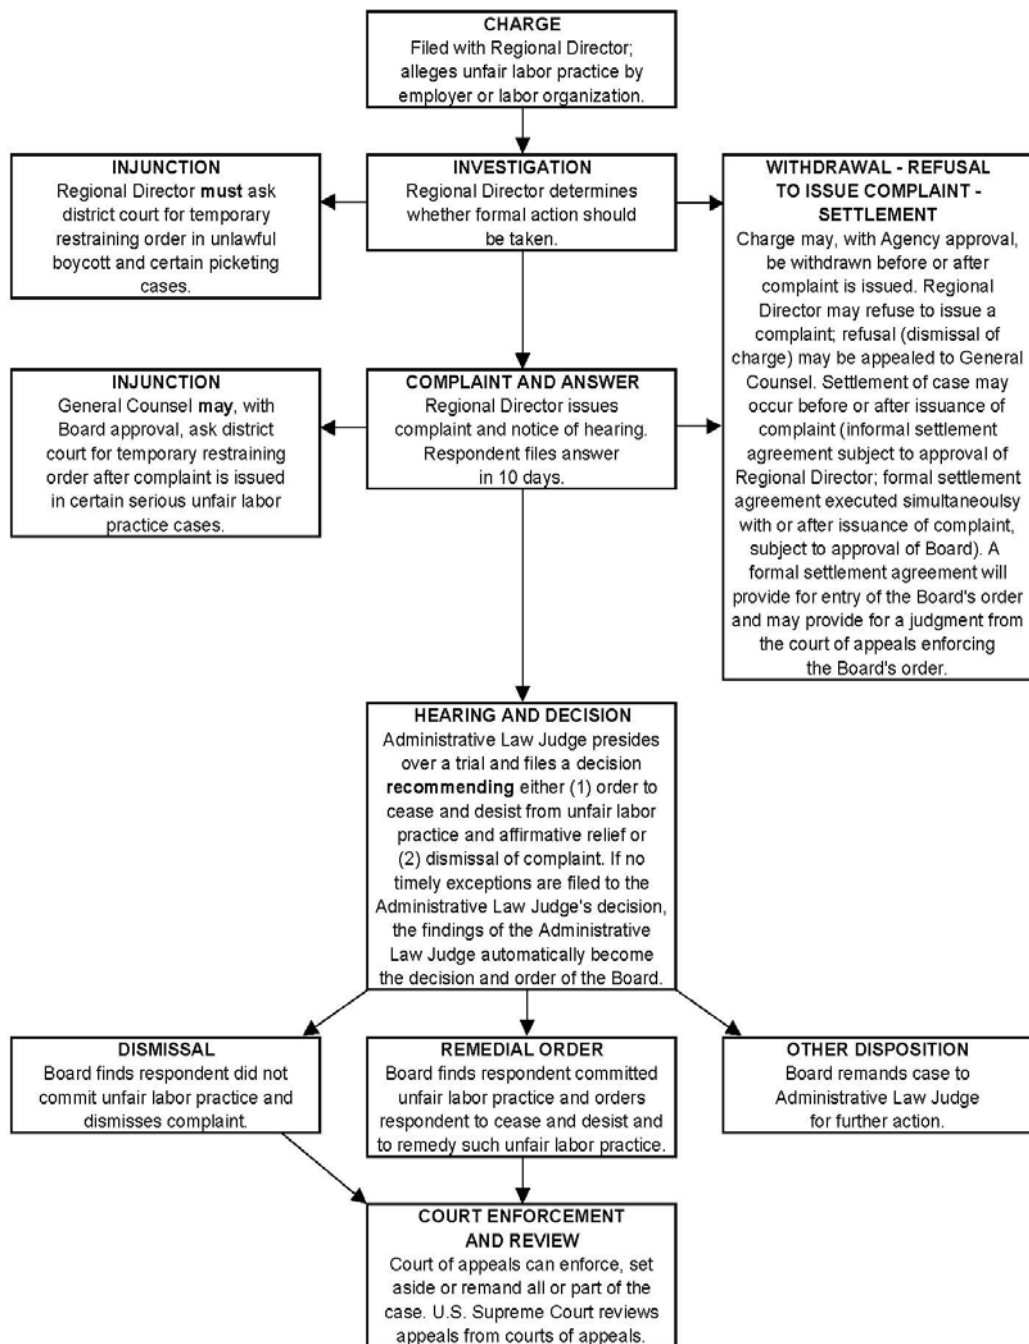 CHARGE
Filed with Regional Director;
alleges unfair labor practice by
employer or labor organization.
INJUNCTION
Regional Director must ask
district court for temporary
restraining order in unlawful
boycott and certain picketing
cases.
INVESTIGATION
Regional Director determines
whether formal action should
be taken.
WITHDRAWAL - REFUSAL
TO ISSUE COMPLAINT -
SETTLEMENT
Charge may, with Agency approval,
be withdrawn before or after
complaint is issued. Regional
Director may refuse to issue a
complaint; refusal (dismissal of
charge) may be appealed to General
Counsel. Settlement of case may
occur before or after issuance of
complaint (informal settlement
agreement subject to approval of
Regional Director; formal settlement
agreement executed simultaneoulsy
with or after issuance of complaint,
subject to approval of Board). A
formal settlement agreement will
provide for entry of the Board's order
and may provide for a judgment from
the court of appeals enforcing
the Board's order.
INJUNCTION
General Counsel may, with
Board approval, ask district
court for temporary restraining
order after complaint is issued
in certain serious unfair labor
practice cases.
COMPLAINT AND ANSWER
Regional Director issues
complaint and notice of hearing.
Respondent files answer
in 10 days.
HEARING AND DECISION
Administrative Law Judge presides
over a trial and files a decision
recommending either (1) order to
cease and desist from unfair labor
practice and affirmative relief or
(2) dismissal of complaint. If no
timely exceptions are filed to the
Administrative Law Judge's decision,
the findings of the Administrative
Law Judge automatically become
the decision and order of the Board.
DISMISSAL
Board finds respondent did not
commit unfair labor practice and
dismisses complaint.
REMEDIAL ORDER
Board finds respondent committed
unfair labor practice and orders
respondent to cease and desist and
to remedy such unfair labor practice.
OTHER DISPOSITION
Board remands case to
Administrative Law Judge
for further action.
COURT ENFORCEMENT
AND REVIEW
Court of appeals can enforce, set
aside or remand all or part of the
case. U.S. Supreme Court reviews
appeals from courts of appeals.